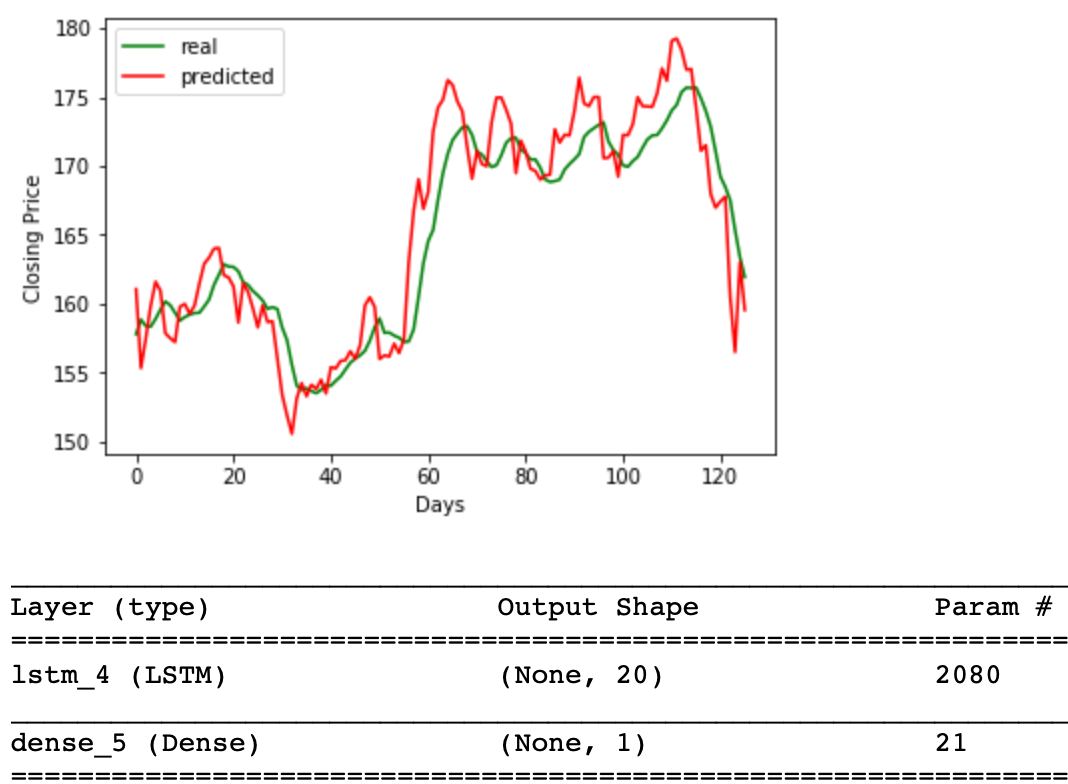 180
real
predicted
175
170
165
160
155
150
Closing Price
0 20 40 60 80 100 120
Days
Layer (type) Output Shape Param #
=================================================================
lstm_4 (LSTM) (None, 20) 2080
dense_5 (Dense) (None, 1) 21
=================================================================